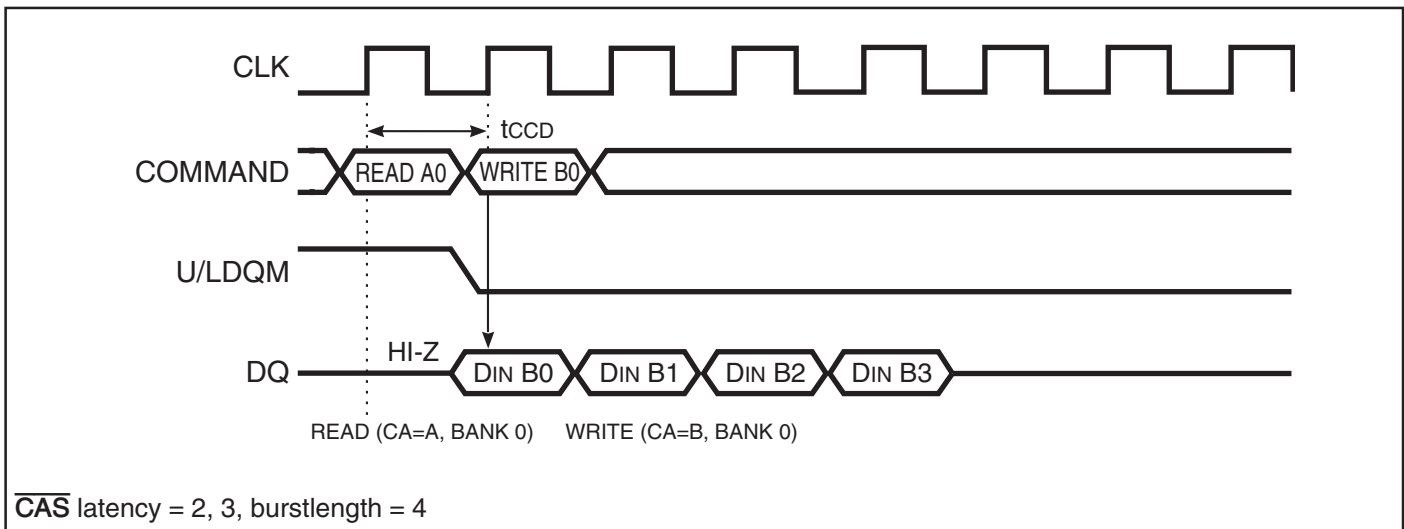 CLK
tCCD
COMMAND READ A0 WRITE B0
U/LDQM
HI-Z
DQ DIN B0 DIN B1 DIN B2 DIN B3
READ (CA=A, BANK 0) WRITE (CA=B, BANK 0)
CAS latency = 2, 3, burstlength = 4